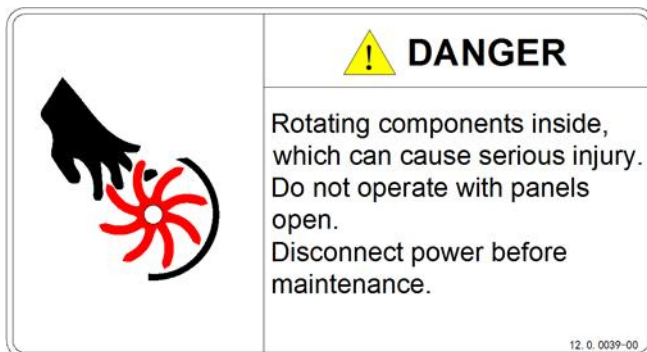 DANGER
Rotating components inside,
which can cause serious injury.
Do not operate with panels
open.
Disconnect power before
maintenance.
12. 0. 0039-00